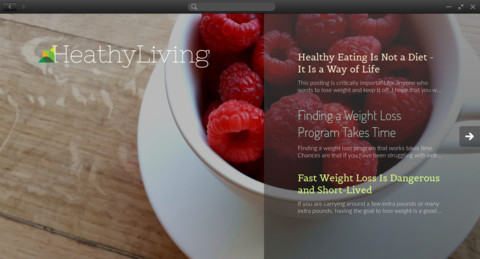 HeathyLiving
Healthy Eating Is Not a Diet -
It Is a Way of Life
This posting is critically important for anyone who
wants to lose weight and keep it off. I hope that you w...
Finding a Weight Loss
Program Takes Time
Finding a weight loss program that works takes time.
Chances are that if you have been struggling with
Fast Weight Loss Is Dangerous
and Short-Lived
If you are carrying around a few extra pounds or many
extra pounds, having the goal to lose weight is a good...